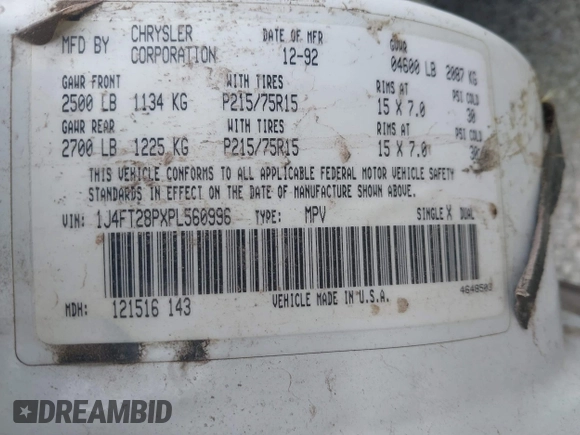 MFD BY CHRYSLER CORPORATION DATE OF MFR 12-92 GVWR 04600 LB 2087 KG
GAWR FRONT WITH TIRES RIMS AT PSI COLD
2500 LB 1134 KG P215/75R15 15 X 7.0 30
GAWR REAR WITH TIRES RIMS AT PSI COLD
2700 LB 1225 KG P215/75R15 15 X 7.0 30
THIS VEHICLE CONFORMS TO ALL APPLICABLE FEDERAL MOTOR VEHICLE SAFETY
STANDARDS IN EFFECT ON THE DATE OF MANUFACTURE SHOWN ABOVE.
VIN: 1J4FT28PXPL560996 TYPE: MPV SINGLE X DUAL
MDH: 121516 143 VEHICLE MADE IN U.S.A.
DREAMBID